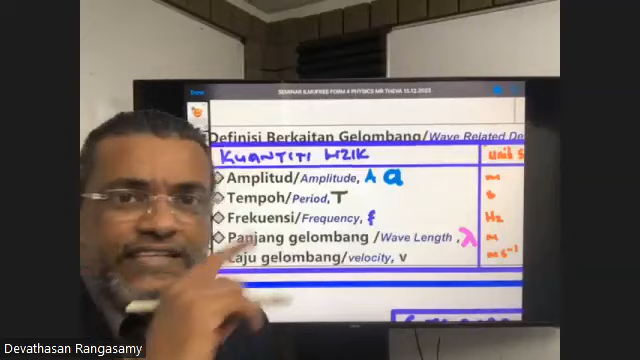 Done
SEMINAR ILMUFREE FORM 4 PHYSICS MR THEVA 15.12.2023
Definisi Berkaitan Gelombang/Wave Related De
KUANTITI FIZIK unit S
Amplitud/Amplitude, A a m
Tempoh/Period, T s
Frekuensi/Frequency, f Hz
Panjang gelombang /Wave Length , λ m
Laju gelombang/velocity, v ms⁻¹
Devathasan Rangasamy